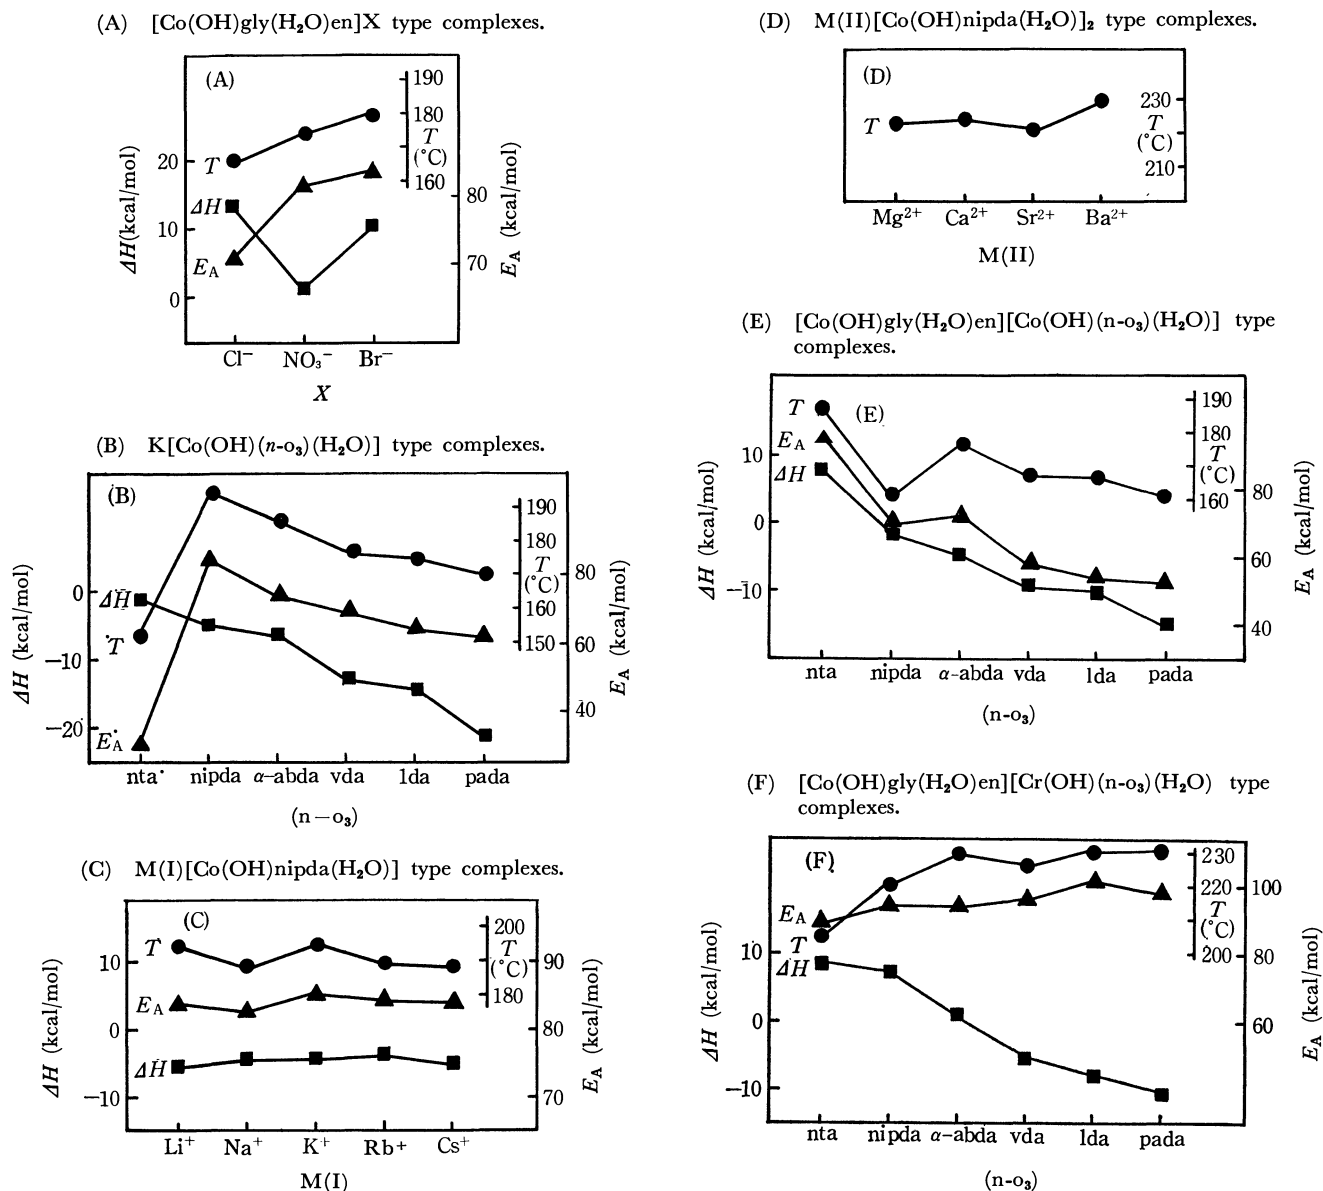 (A) [Co(OH)gly(H₂O)en]X type complexes.
(A)
190
180
T
(°C)
160
20
10
0
ΔH(kcal/mol)
T
ΔH
E_A
80
70
E_A (kcal/mol)
Cl⁻ NO₃⁻ Br⁻
X
(B) K[Co(OH)(n-o₃)(H₂O)] type complexes.
(B)
190
180
T
(°C)
160
150
0
−10
−20
ΔH (kcal/mol)
ΔH
T
E_A
80
60
40
E_A (kcal/mol)
nta nipda α-abda vda lda pada
(n−o₃)
(C) M(I)[Co(OH)nipda(H₂O)] type complexes.
(C)
200
T
(°C)
180
10
0
−10
ΔH (kcal/mol)
T
E_A
ΔH
90
80
70
E_A (kcal/mol)
Li⁺ Na⁺ K⁺ Rb⁺ Cs⁺
M(I)
(D) M(II)[Co(OH)nipda(H₂O)]₂ type complexes.
(D)
T
230
T
(°C)
210
Mg²⁺ Ca²⁺ Sr²⁺ Ba²⁺
M(II)
(E) [Co(OH)gly(H₂O)en][Co(OH)(n-o₃)(H₂O)] type
complexes.
(E)
190
180
T
(°C)
160
10
0
−10
ΔH (kcal/mol)
T
E_A
ΔH
80
60
40
E_A (kcal/mol)
nta nipda α-abda vda lda pada
(n-o₃)
(F) [Co(OH)gly(H₂O)en][Cr(OH)(n-o₃)(H₂O) type
complexes.
(F)
230
220
T
(°C)
200
10
0
−10
ΔH (kcal/mol)
E_A
T
ΔH
100
80
60
E_A (kcal/mol)
nta nipda α-abda vda lda pada
(n-o₃)